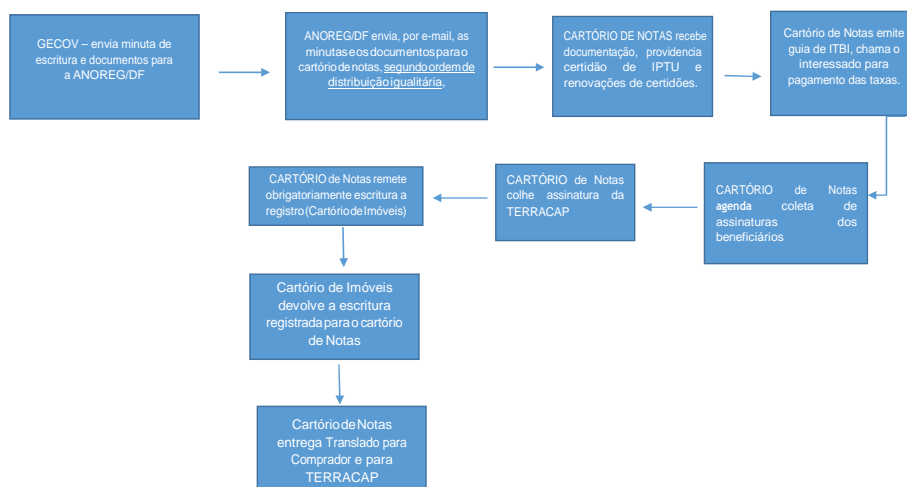 GECOV – envia minuta de
escritura e documentos para
a ANOREG/DF
ANOREG/DF envia, por e-mail, as
minutas e os documentos para o
cartório de notas, segundo ordem de
distribuição igualitária,
CARTÓRIO DE NOTAS recebe
documentação, providencia
certidão de IPTU e
renovações de certidões.
Cartório de Notas emite
guia de ITBI, chama o
interessado para
pagamento das taxas.
CARTÓRIO de Notas
agenda coleta de
assinaturas dos
beneficiários
CARTÓRIO de Notas
colhe assinatura da
TERRACAP
CARTÓRIO de Notas remete
obrigatoriamente escritura a
registro (Cartório de Imóveis)
Cartório de Imóveis
devolve a escritura
registrada para o cartório
de Notas
Cartório de Notas
entrega Translado para
Comprador e para
TERRACAP